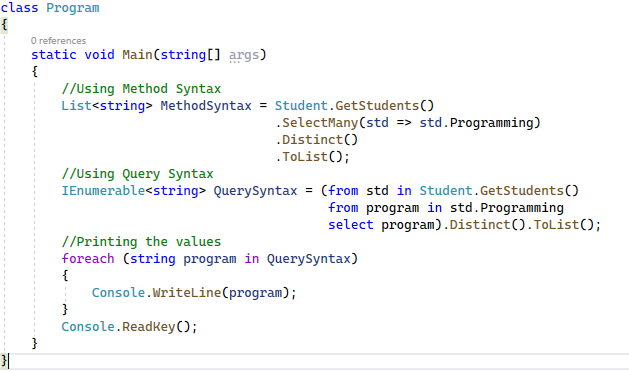 class Program
{
0 references
static void Main(string[] args)
{
//Using Method Syntax
List<string> MethodSyntax = Student.GetStudents()
.SelectMany(std => std.Programming)
.Distinct()
.ToList();
//Using Query Syntax
IEnumerable<string> QuerySyntax = (from std in Student.GetStudents()
from program in std.Programming
select program).Distinct().ToList();
//Printing the values
foreach (string program in QuerySyntax)
{
Console.WriteLine(program);
}
Console.ReadKey();
}
}